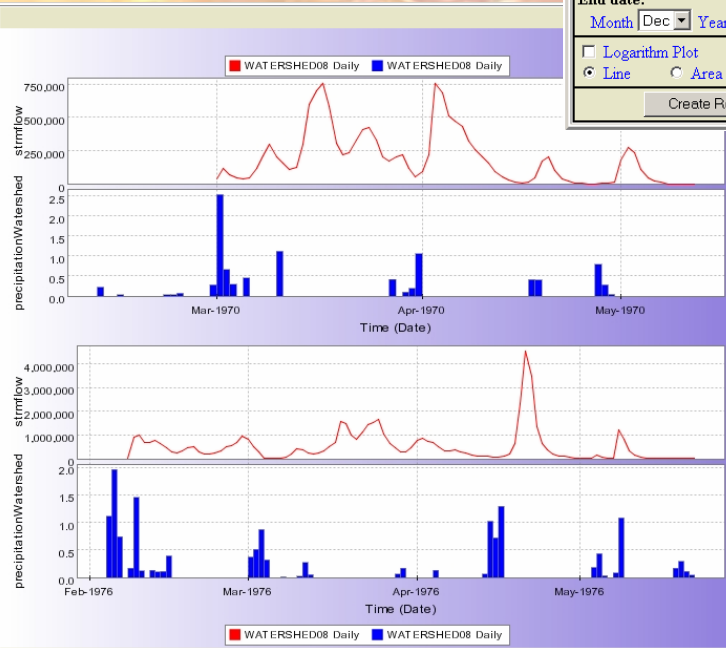 End date:
Month Dec Year
Logarithm Plot
Line Area
Create R
WATERSHED08 Daily WATERSHED08 Daily
strmflow
750,000
500,000
250,000
0
precipitationWatershed
2.5
2.0
1.5
1.0
0.5
0.0
Mar-1970 Apr-1970 May-1970
Time (Date)
strmflow
4,000,000
3,000,000
2,000,000
1,000,000
0
precipitationWatershed
2.0
1.5
1.0
0.5
0.0
Feb-1976 Mar-1976 Apr-1976 May-1976
Time (Date)
WATERSHED08 Daily WATERSHED08 Daily